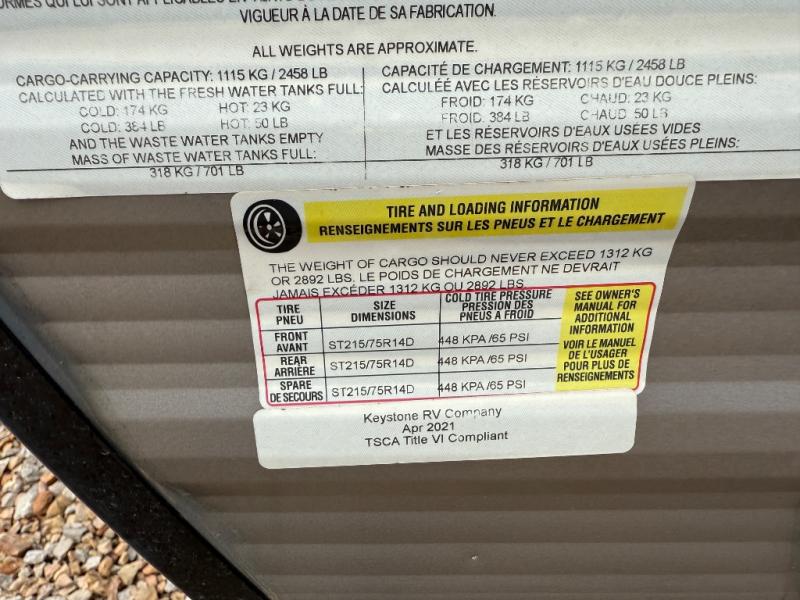 VIGUEUR À LA DATE DE SA FABRICATION.
ALL WEIGHTS ARE APPROXIMATE.
CARGO-CARRYING CAPACITY: 1115 KG / 2458 LB
CALCULATED WITH THE FRESH WATER TANKS FULL:
COLD: 174 KG HOT: 23 KG
COLD: 384 LB HOT: 50 LB
AND THE WASTE WATER TANKS EMPTY
MASS OF WASTE WATER TANKS FULL:
318 KG / 701 LB
CAPACITÉ DE CHARGEMENT: 1115 KG / 2458 LB
CALCULÉE AVEC LES RÉSERVOIRS D'EAU DOUCE PLEINS:
FROID: 174 KG CHAUD: 23 KG
FROID: 384 LB CHAUD: 50 LB
ET LES RÉSERVOIRS D'EAUX USÉES VIDES
MASSE DES RÉSERVOIRS D'EAUX USÉES PLEINS:
318 KG / 701 LB
TIRE AND LOADING INFORMATION
RENSEIGNEMENTS SUR LES PNEUS ET LE CHARGEMENT
THE WEIGHT OF CARGO SHOULD NEVER EXCEED 1312 KG
OR 2892 LBS. LE POIDS DE CHARGEMENT NE DEVRAIT
JAMAIS EXCÉDER 1312 KG OU 2892 LBS
TIRE
PNEU
SIZE
DIMENSIONS
COLD TIRE PRESSURE
PRESSION DES
PNEUS A FROID
FRONT
AVANT
ST215/75R14D
448 KPA /65 PSI
REAR
ARRIÈRE
ST215/75R14D
448 KPA /65 PSI
SPARE
DE SECOURS
ST215/75R14D
448 KPA /65 PSI
SEE OWNER'S
MANUAL FOR
ADDITIONAL
INFORMATION
VOIR LE MANUEL
DE L'USAGER
POUR PLUS DE
RENSEIGNEMENTS
Keystone RV Company
Apr 2021
TSCA Title VI Compliant